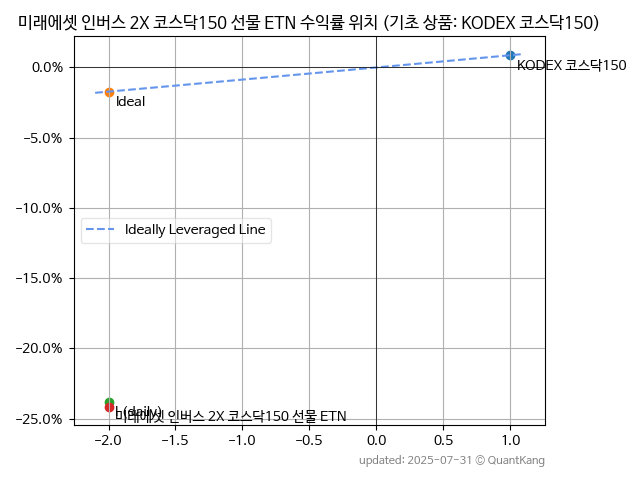 미래에셋 인버스 2X 코스닥150 선물 ETN 수익률 위치 (기초 상품: KODEX 코스닥150)
0.0%
KODEX 코스닥150
Ideal
−5.0%
−10.0%
Ideally Leveraged Line
−15.0%
−20.0%
(daily)
미래에셋 인버스 2X 코스닥150 선물 ETN
−25.0%
−2.0 −1.5 −1.0 −0.5 0.0 0.5 1.0
updated: 2025-07-31 © QuantKang